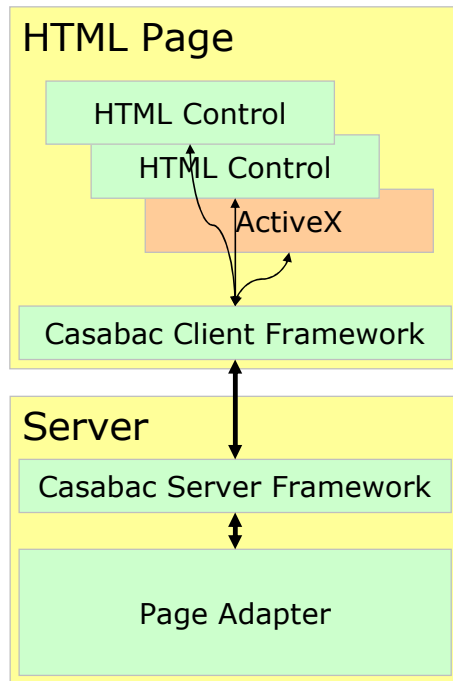 HTML Page
HTML Control
HTML Control
ActiveX
Casabac Client Framework
Server
Casabac Server Framework
Page Adapter